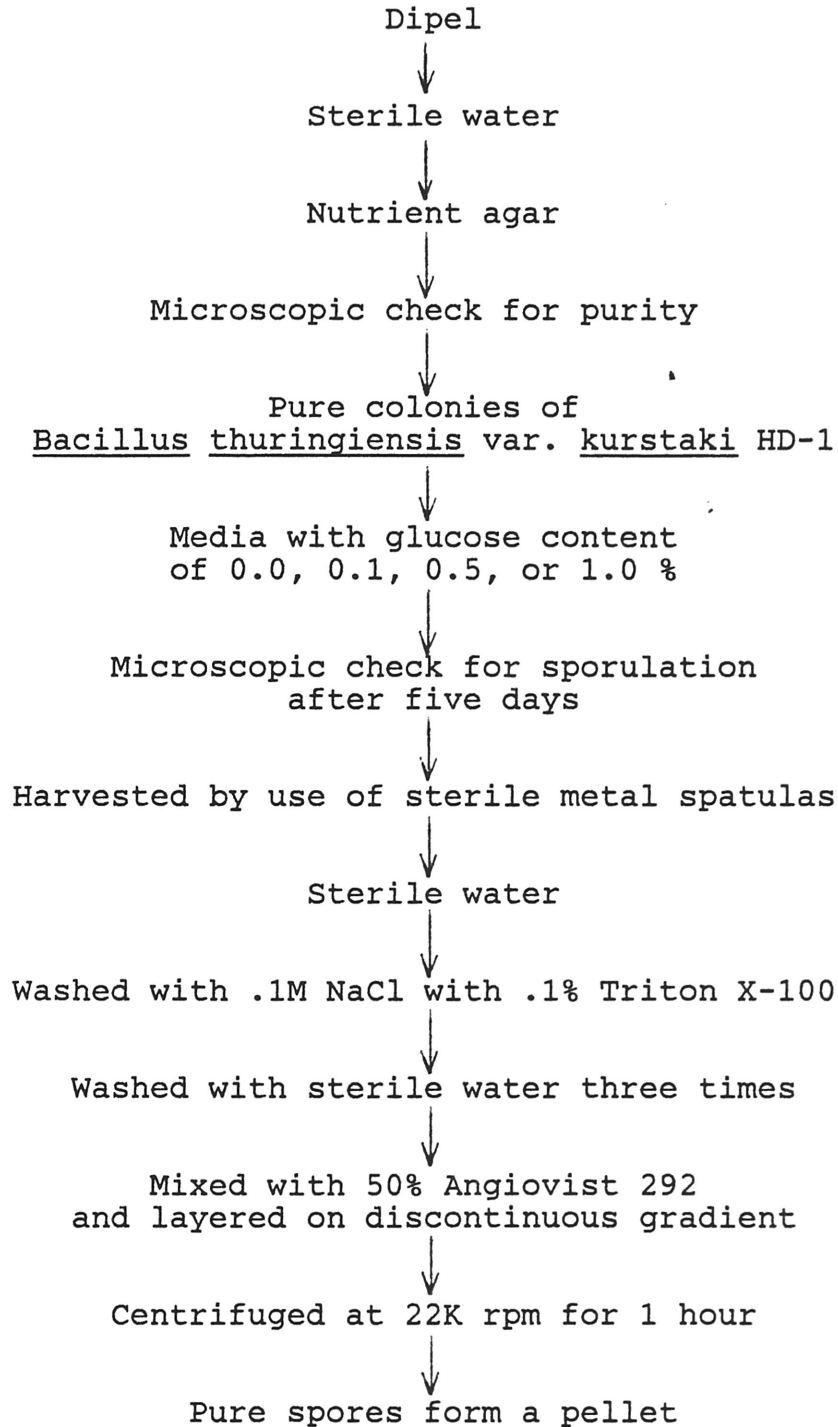 Dipel
Sterile water
Nutrient agar
Microscopic check for purity
Pure colonies of
Bacillus thuringiensis var. kurstaki HD-1
Media with glucose content
of 0.0, 0.1, 0.5, or 1.0 %
Microscopic check for sporulation
after five days
Harvested by use of sterile metal spatulas
Sterile water
Washed with .1M NaCl with .1% Triton X-100
Washed with sterile water three times
Mixed with 50% Angiovist 292
and layered on discontinuous gradient
Centrifuged at 22K rpm for 1 hour
Pure spores form a pellet